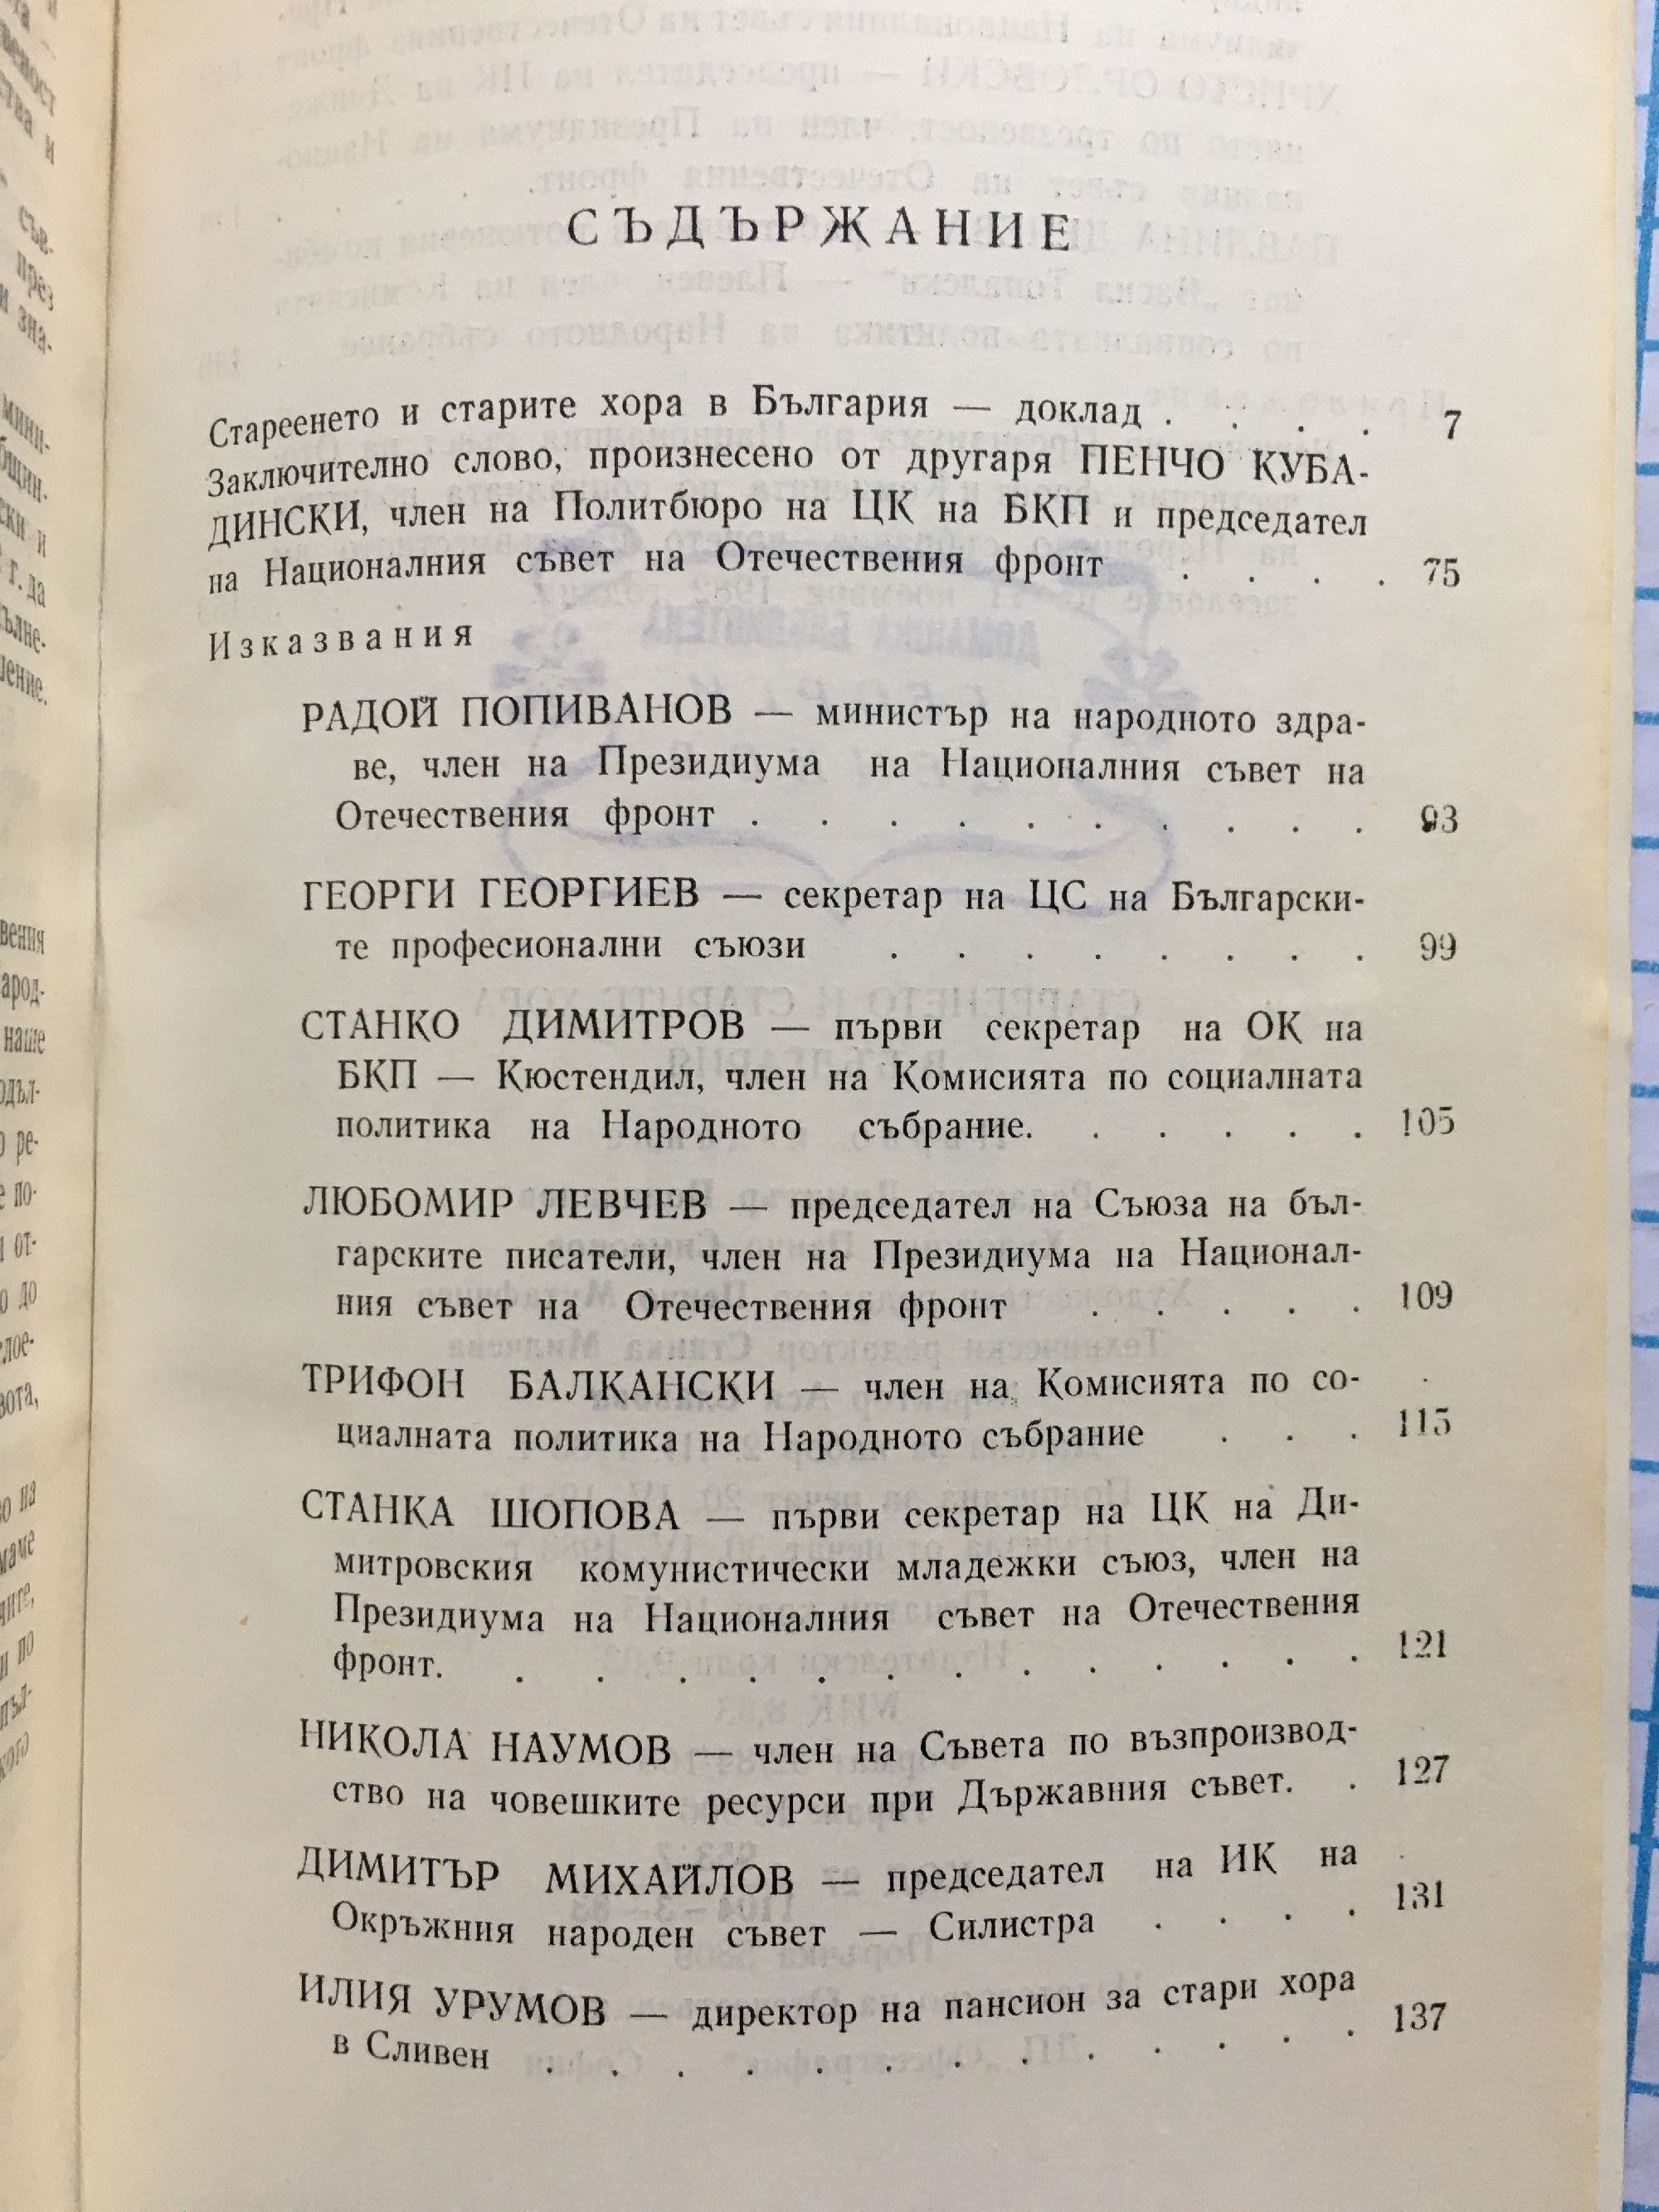 СЪДЪРЖАНИЕ
Стареенето и старите хора в България — доклад . . . . 7
Заключително слово, произнесено от другаря ПЕНЧО КУБА-
ДИНСКИ, член на Политбюро на ЦК на БКП и председател
на Националния съвет на Отечествения фронт . . . . 75
Изказвания
РАДОЙ ПОПИВАНОВ — министър на народното здра-
ве, член на Президиума на Националния съвет на
Отечествения фронт . . . . . . . . . . 93
ГЕОРГИ ГЕОРГИЕВ — секретар на ЦС на Български-
те професионални съюзи . . . . . . . . 99
СТАНКО ДИМИТРОВ — първи секретар на ОК на
БКП — Кюстендил, член на Комисията по социалната
политика на Народното събрание. . . . . . 105
ЛЮБОМИР ЛЕВЧЕВ — председател на Съюза на бъл-
гарските писатели, член на Президиума на Национал-
ния съвет на Отечествения фронт . . . . . 109
ТРИФОН БАЛКАНСКИ — член на Комисията по со-
циалната политика на Народното събрание . . . 115
СТАНКА ШОПОВА — първи секретар на ЦК на Ди-
митровския комунистически младежки съюз, член на
Президиума на Националния съвет на Отечествения
фронт. . . . . . . . . . . . . . 121
НИКОЛА НАУМОВ — член на Съвета по възпроизвод-
ство на човешките ресурси при Държавния съвет. . 127
ДИМИТЪР МИХАЙЛОВ — председател на ИК на
Окръжния народен съвет — Силистра . . . . 131
ИЛИЯ УРУМОВ — директор на пансион за стари хора
в Сливен . . . . . . . . . . . . . 137